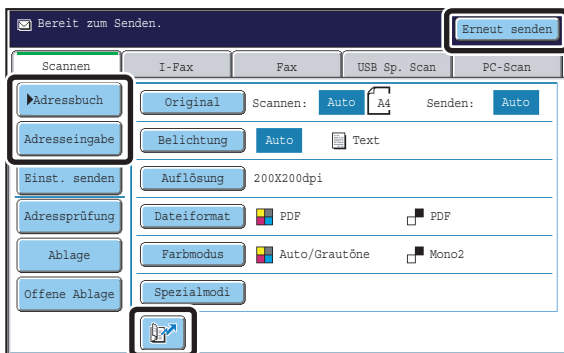 Bereit zum Senden.
Erneut senden
Scannen I-Fax Fax USB Sp. Scan PC-Scan
Adressbuch Original Scannen: Auto A4 Senden: Auto
Adresseingabe Belichtung Auto Text
Einst. senden Auflösung 200X200dpi
Adressprüfung Dateiformat PDF PDF
Ablage Farbmodus Auto/Grautöne Mono2
Offene Ablage Spezialmodi